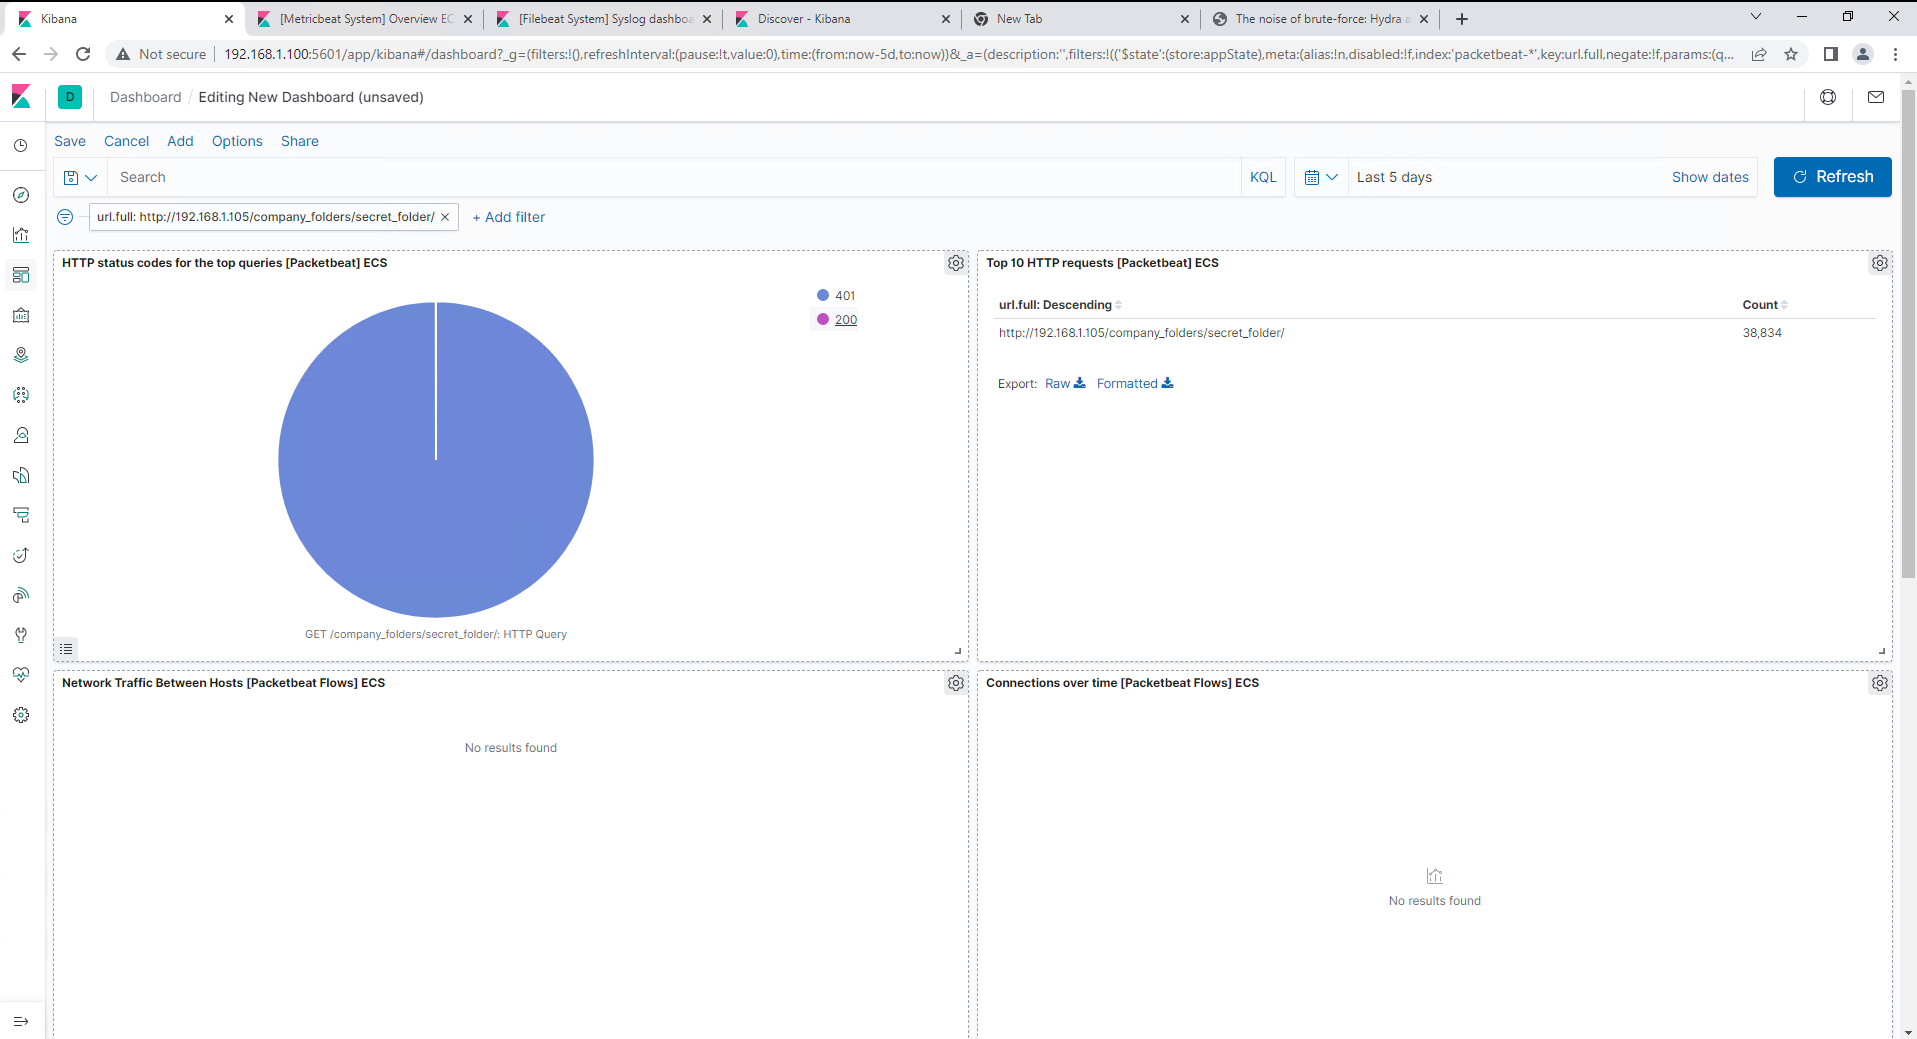 Kibana
[Metricbeat System] Overview EC
[Filebeat System] Syslog dashboa
Discover - Kibana
New Tab
The noise of brute-force: Hydra a
Not secure
192.168.1.100:5601/app/kibana#/dashboard?_g=(filters:!(),refreshInterval:(pause:!t,value:0),time:(from:now-5d,to:now))&_a=(description:'',filters:!(('$state':(store:appState),meta:(alias:!n,disabled:!f,index:'packetbeat-*',key:url.full,negate:!f,params:(q...
D
Dashboard / Editing New Dashboard (unsaved)
Save Cancel Add Options Share
Search
KQL
Last 5 days
Show dates
Refresh
url.full: http://192.168.1.105/company_folders/secret_folder/
+ Add filter
HTTP status codes for the top queries [Packetbeat] ECS
401
200
GET /company_folders/secret_folder/: HTTP Query
Top 10 HTTP requests [Packetbeat] ECS
url.full: Descending Count
http://192.168.1.105/company_folders/secret_folder/ 38,834
Export: Raw Formatted
Network Traffic Between Hosts [Packetbeat Flows] ECS
No results found
Connections over time [Packetbeat Flows] ECS
No results found